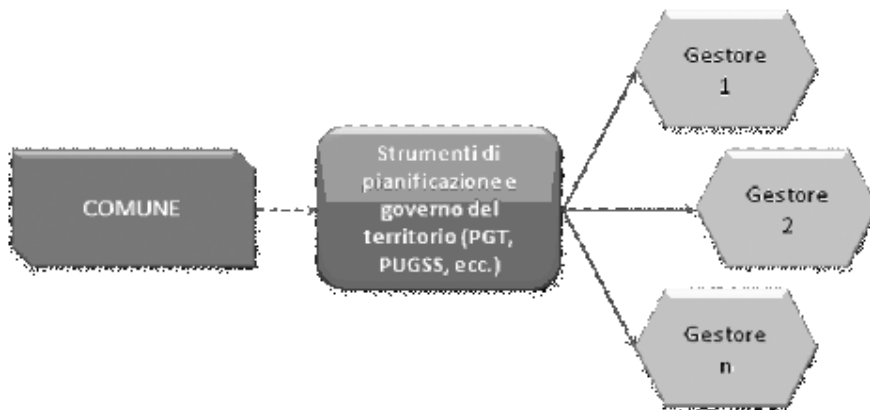 COMUNE
Strumenti di
pianificazione e
governo del
territorio (PGT,
PUGSS, ecc.)
Gestore
1
Gestore
2
Gestore
n